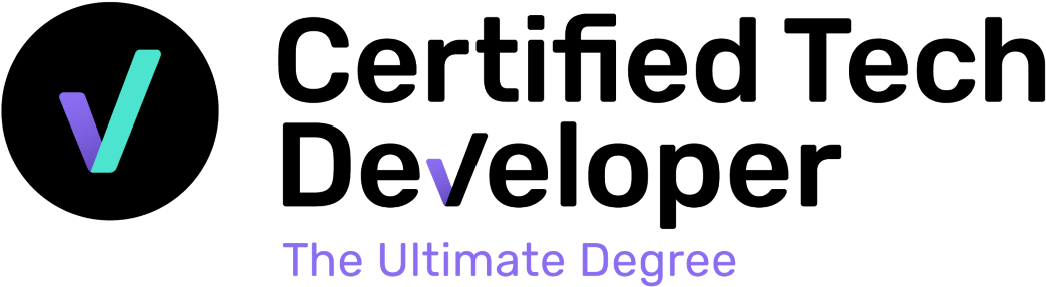 Certified Tech
Developer
The Ultimate Degree